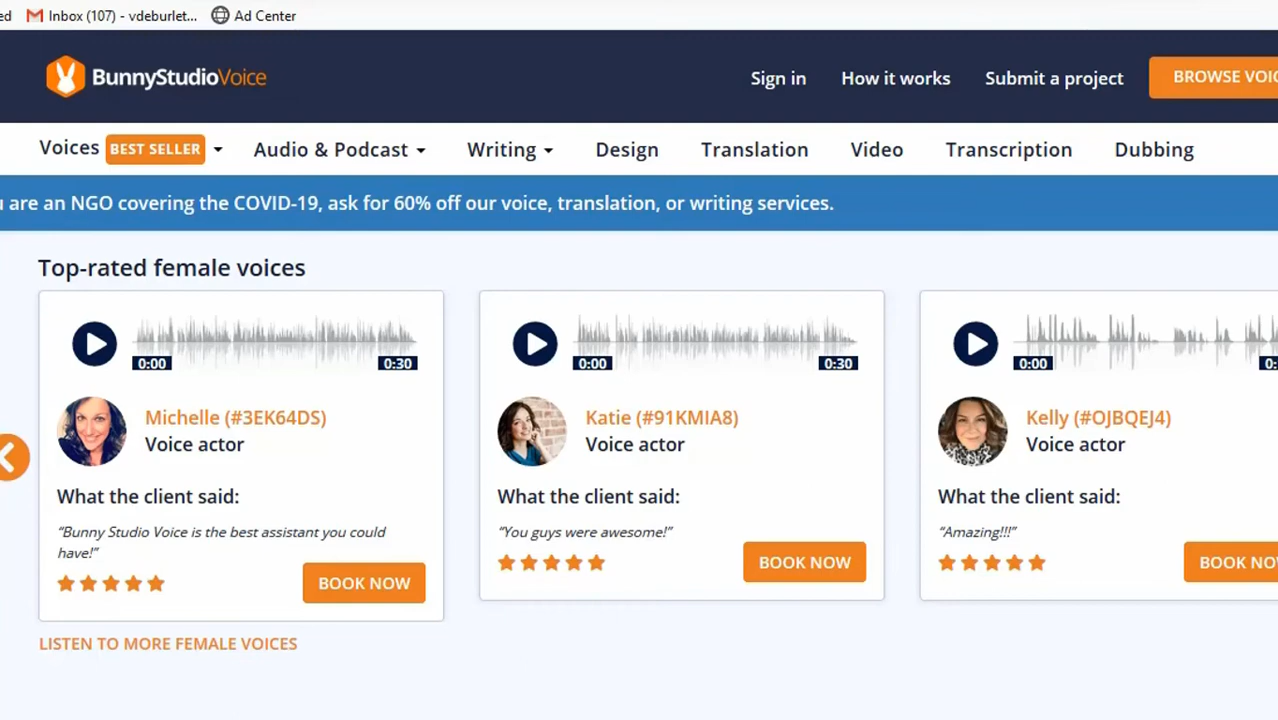 ed Inbox (107) - vdeburlet... Ad Center
BunnyStudioVoice Sign in How it works Submit a project BROWSE VOIC
Voices BEST SELLER Audio & Podcast Writing Design Translation Video Transcription Dubbing
u are an NGO covering the COVID-19, ask for 60% off our voice, translation, or writing services.
Top-rated female voices
0:00 0:30 0:00 0:30 0:00 0:
Michelle (#3EK64DS) Katie (#91KMIA8) Kelly (#OJBQEJ4)
Voice actor Voice actor Voice actor
What the client said: What the client said: What the client said:
“Bunny Studio Voice is the best assistant you could “You guys were awesome!” “Amazing!!!”
have!”
BOOK NOW BOOK NOW BOOK NO
LISTEN TO MORE FEMALE VOICES